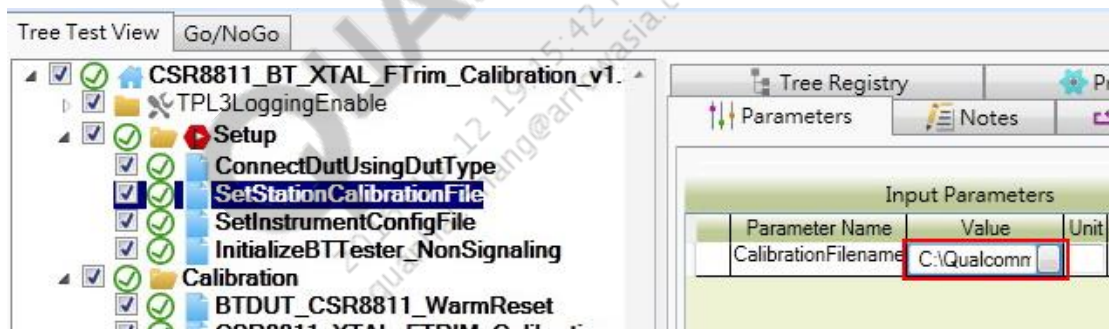 Tree Test View
Go/NoGo
CSR8811_BT_XTAL_FTrim_Calibration_v1.
TPL3LoggingEnable
Setup
ConnectDutUsingDutType
SetStationCalibrationFile
SetInstrumentConfigFile
InitializeBTTester_NonSignaling
Calibration
BTDUT_CSR8811_WarmReset
Tree Registry
Parameters
Notes
Input Parameters
Parameter Name Value Unit
CalibrationFilename C:\Qualcomm